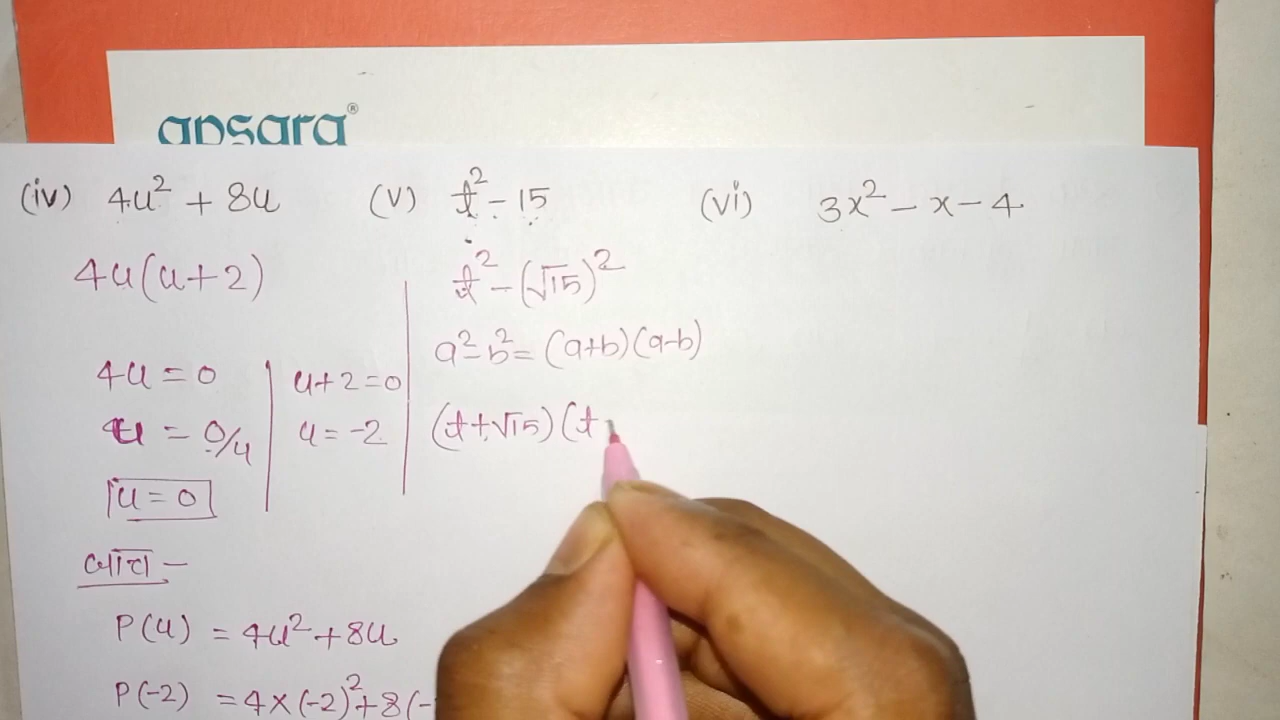 apsara®
(iv) 4u² + 8u (v) t² - 15 (vi) 3x² - x - 4
4u(u+2)
t² - (√15)²
a² - b² = (a+b)(a-b)
4u = 0
u+2=0
u = 0/4
u = -2
(t+√15)(t
u = 0
जांच -
P(u) = 4u² + 8u
P(-2) = 4×(-2)² + 8(-